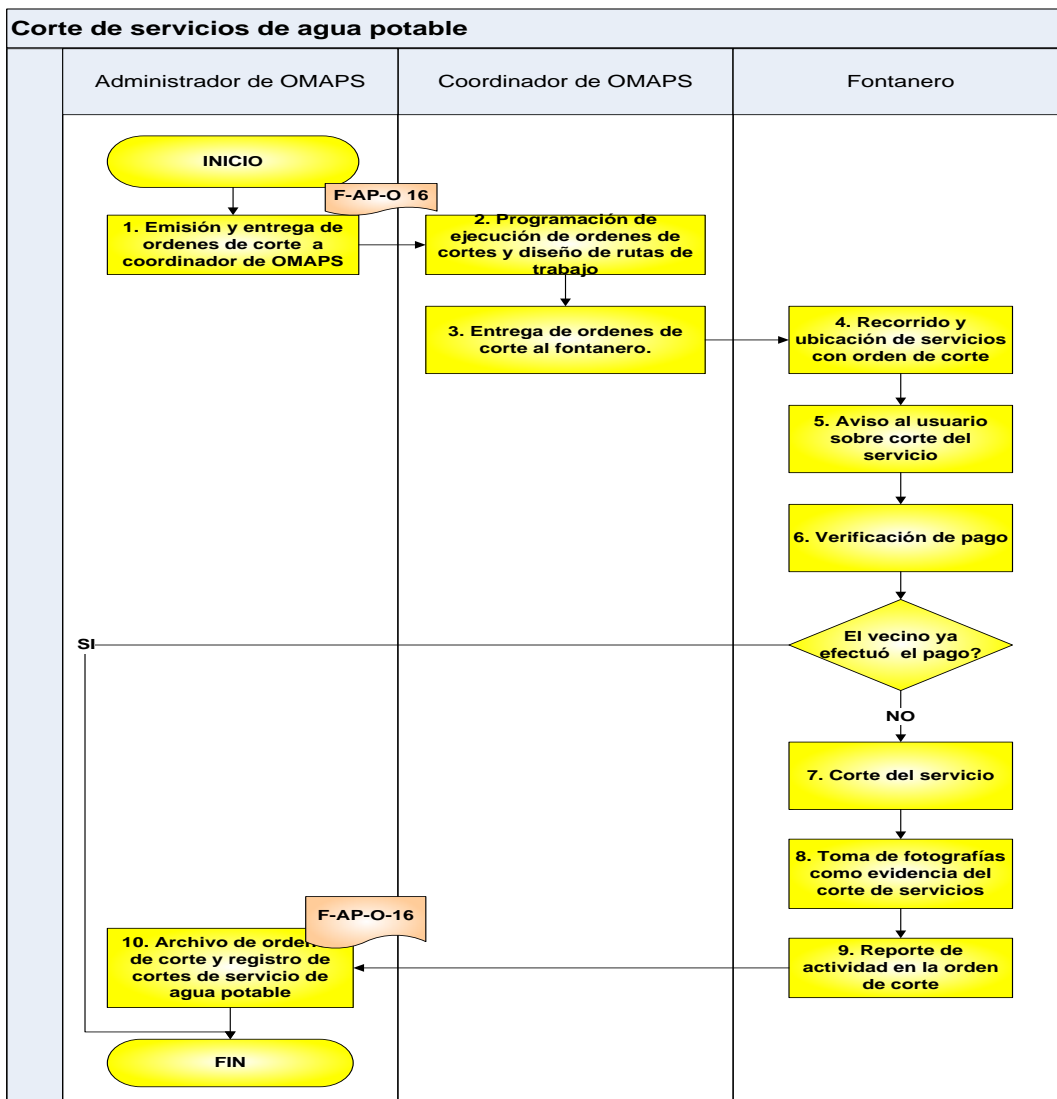 Corte de servicios de agua potable
Administrador de OMAPS
Coordinador de OMAPS
Fontanero
INICIO
F-AP-O 16
1. Emisión y entrega de
ordenes de corte a
coordinador de OMAPS
2. Programación de
ejecución de ordenes de
cortes y diseño de rutas de
trabajo
3. Entrega de ordenes de
corte al fontanero.
4. Recorrido y
ubicación de servicios
con orden de corte
5. Aviso al usuario
sobre corte del
servicio
6. Verificación de pago
El vecino ya
efectuó el pago?
SI
NO
7. Corte del servicio
8. Toma de fotografías
como evidencia del
corte de servicios
9. Reporte de
actividad en la orden
de corte
F-AP-O-16
10. Archivo de
de corte y registro de
cortes de servicio de
agua potable
FIN